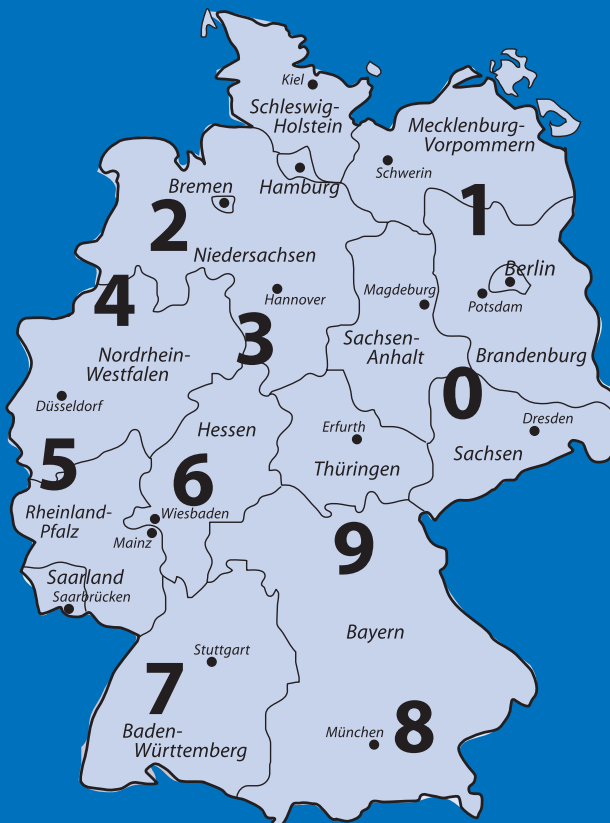 Kiel
Schleswig-
Holstein
Mecklenburg-
Vorpommern
Schwerin
Bremen
Hamburg
1
2
Niedersachsen
Berlin
4
Hannover
Magdeburg
Potsdam
3
Sachsen-
Anhalt
Nordrhein-
Westfalen
Brandenburg
Düsseldorf
0
Hessen
Erfurth
Dresden
5
Thüringen
Sachsen
6
Rheinland-
Pfalz
Wiesbaden
Mainz
9
Saarland
Saarbrücken
Bayern
Stuttgart
7
Baden-
Württemberg
München
8